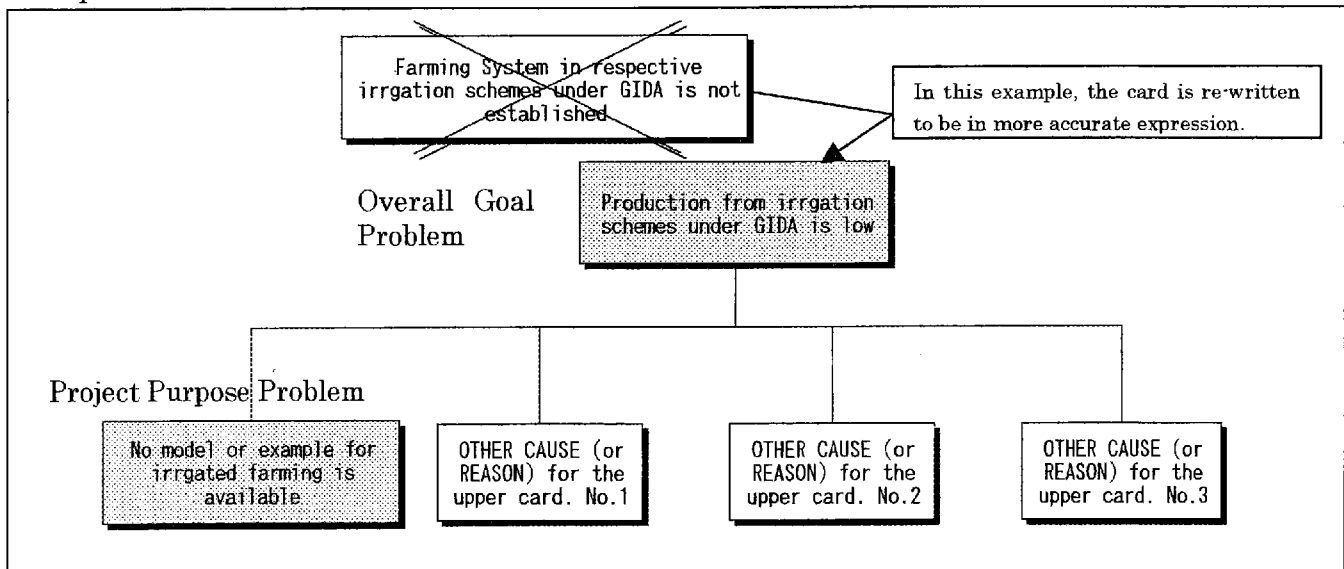 Farming System in respective
irrgation schemes under GIDA is not
established
In this example, the card is re-written
to be in more accurate expression.
Overall Goal
Problem
Production from irrgation
schemes under GIDA is low
Project Purpose Problem
No model or example for
irrgated farming is
available
OTHER CAUSE (or
REASON) for the
upper card. No.1
OTHER CAUSE (or
REASON) for the
upper card. No.2
OTHER CAUSE (or
REASON) for the
upper card. No.3